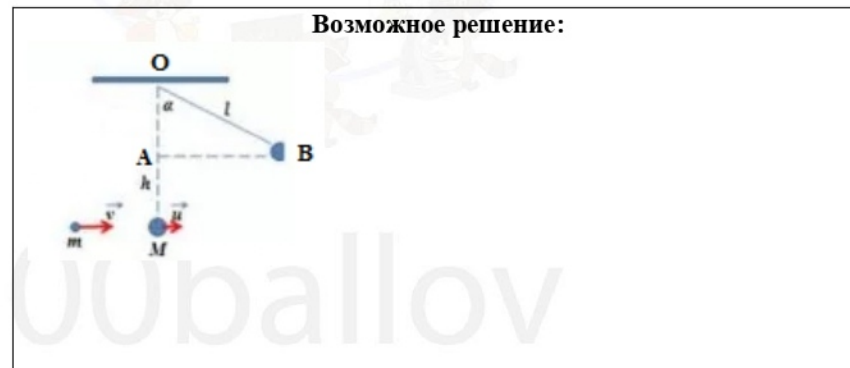 Возможное решение:
O
α l
A B
h
v u
m M
00ballov